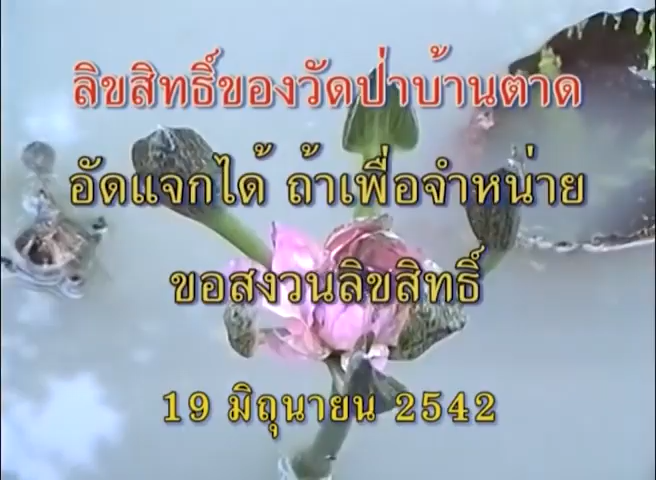 ลิขสิทธิ์ของวัดป่าบ้านตาด
อัดแจกได้ ถ้าเพื่อจำหน่าย
ขอสงวนลิขสิทธิ์
19 มิถุนายน 2542